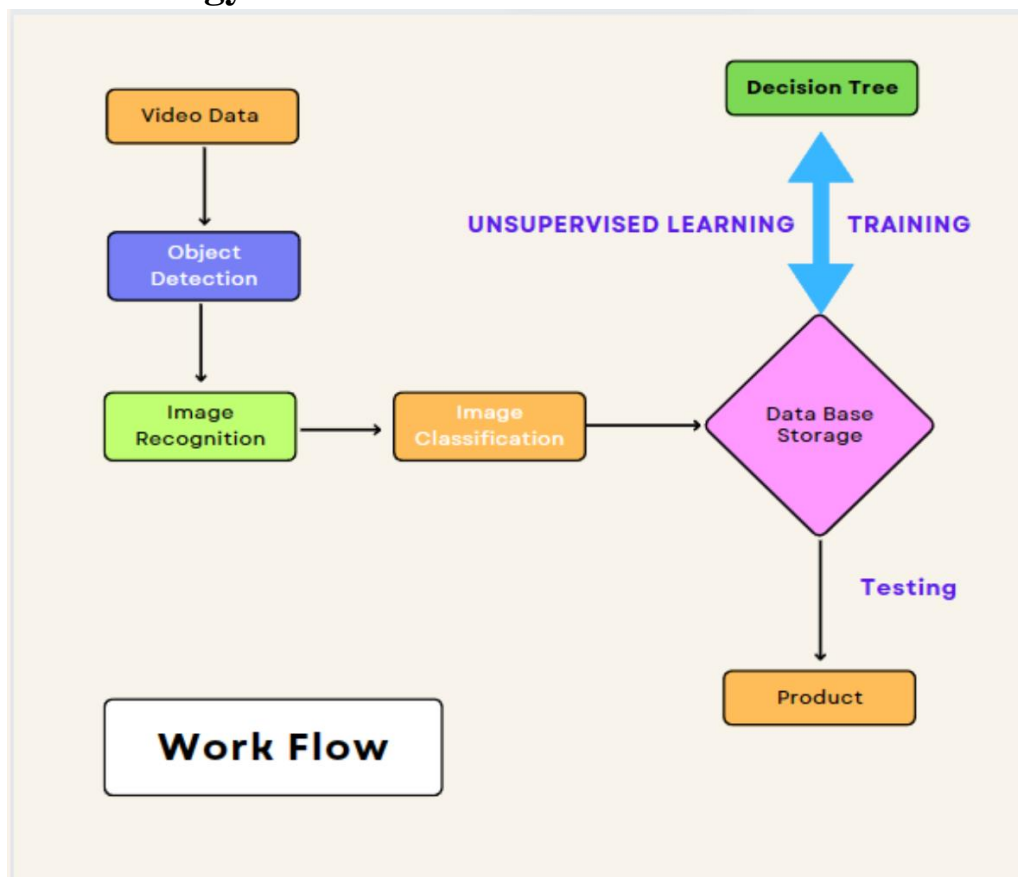 Video Data
Decision Tree
UNSUPERVISED LEARNING
TRAINING
Object
Detection
Image
Recognition
Image
Classification
Data Base
Storage
Testing
Product
Work Flow